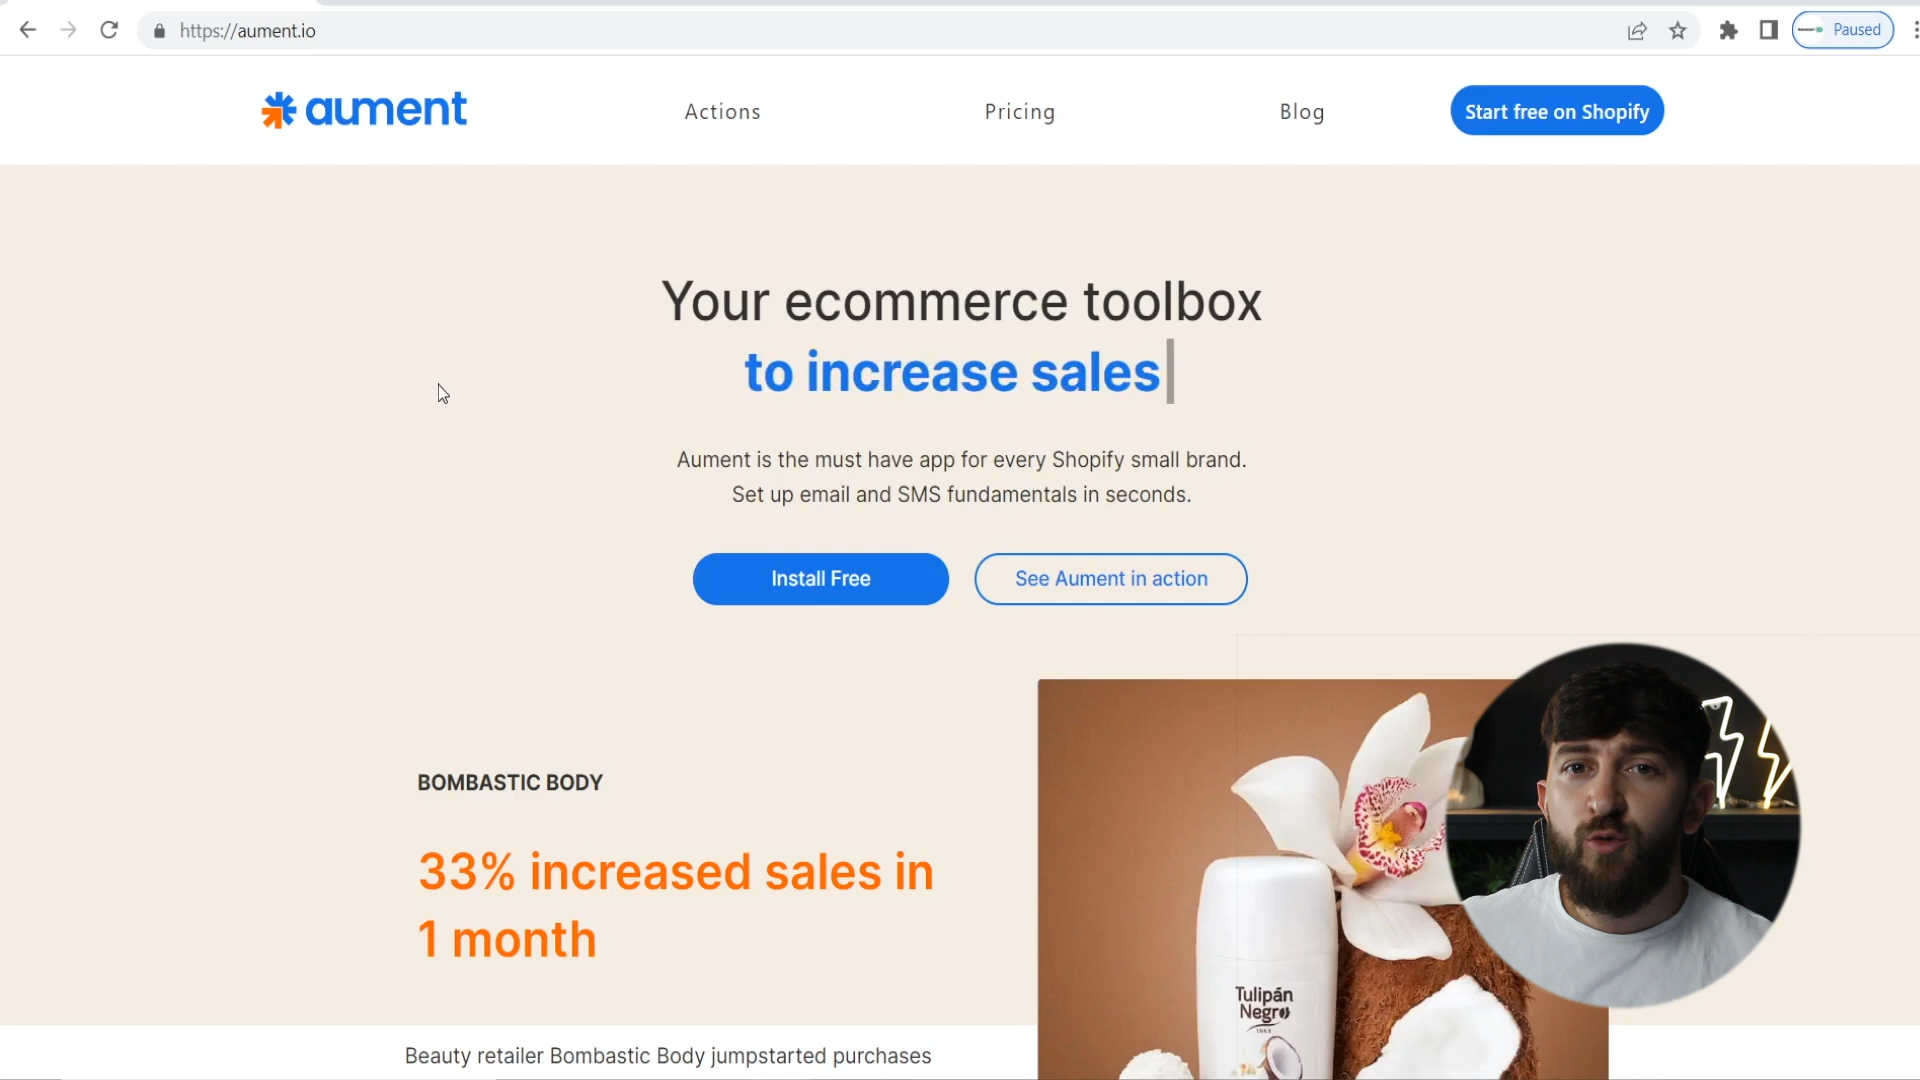 https://aument.io
Paused
aument
Actions
Pricing
Blog
Start free on Shopify
Your ecommerce toolbox
to increase sales
Aument is the must have app for every Shopify small brand.
Set up email and SMS fundamentals in seconds.
Install Free
See Aument in action
BOMBASTIC BODY
33% increased sales in
1 month
Tulipán
Negro
Beauty retailer Bombastic Body jumpstarted purchases